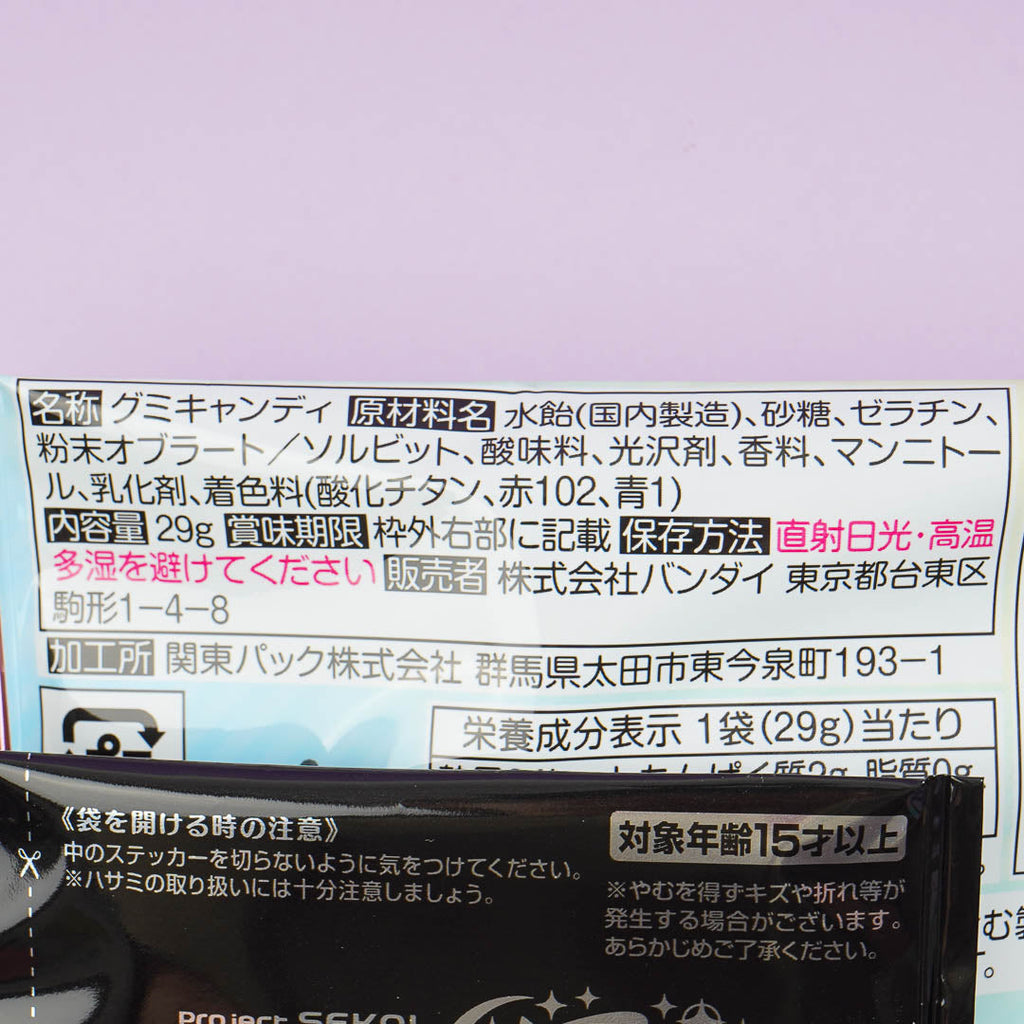 名称 グミキャンディ 原材料名 水飴(国内製造)、砂糖、ゼラチン、
粉末オブラート／ソルビット、酸味料、光沢剤、香料、マンニトー
ル、乳化剤、着色料(酸化チタン、赤102、青1)
内容量 29g 賞味期限 枠外右部に記載 保存方法 直射日光・高温
多湿を避けてください 販売者 株式会社バンダイ 東京都台東区
駒形1−4−8
加工所 関東パック株式会社 群馬県太田市東今泉町193−1
栄養成分表示 1袋(29g)当たり
たんぱく質2g 脂質0g
《袋を開ける時の注意》
中のステッカーを切らないように気をつけてください。
※ハサミの取り扱いには十分注意しましょう。
対象年齢15才以上
※やむを得ずキズや折れ等が
発生する場合がございます。
あらかじめご了承ください。
Project SEKAI